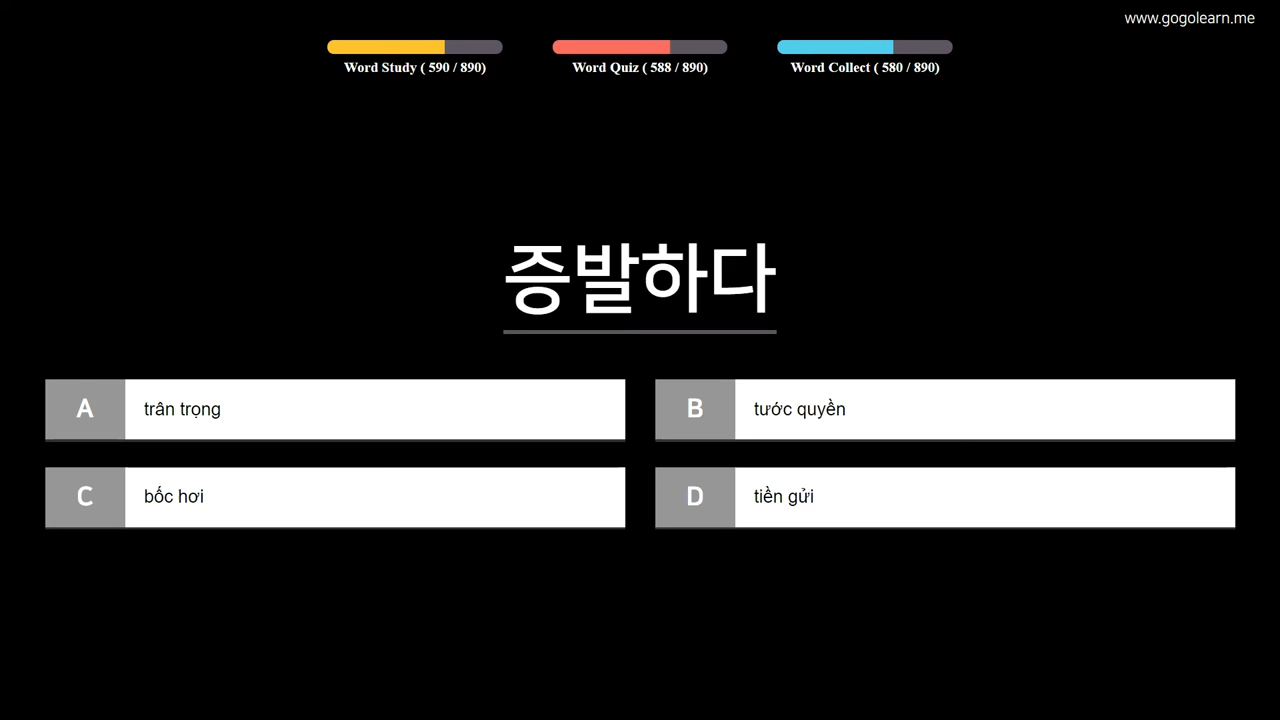 www.gogolearn.me
Word Study ( 590 / 890)
Word Quiz ( 588 / 890)
Word Collect ( 580 / 890)
증발하다
A trân trọng
B tước quyền
C bốc hơi
D tiền gửi